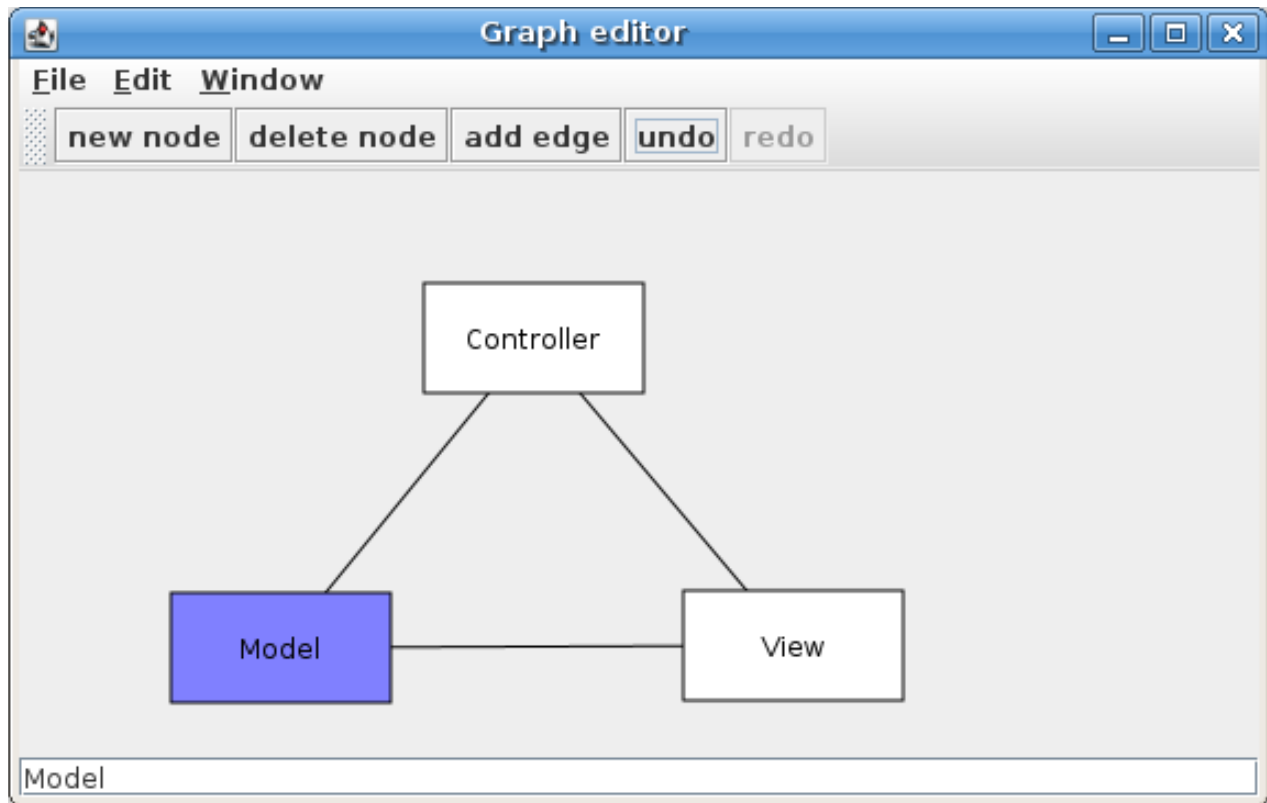 Graph editor
File Edit Window
new node delete node add edge undo redo
Controller
Model View
Model